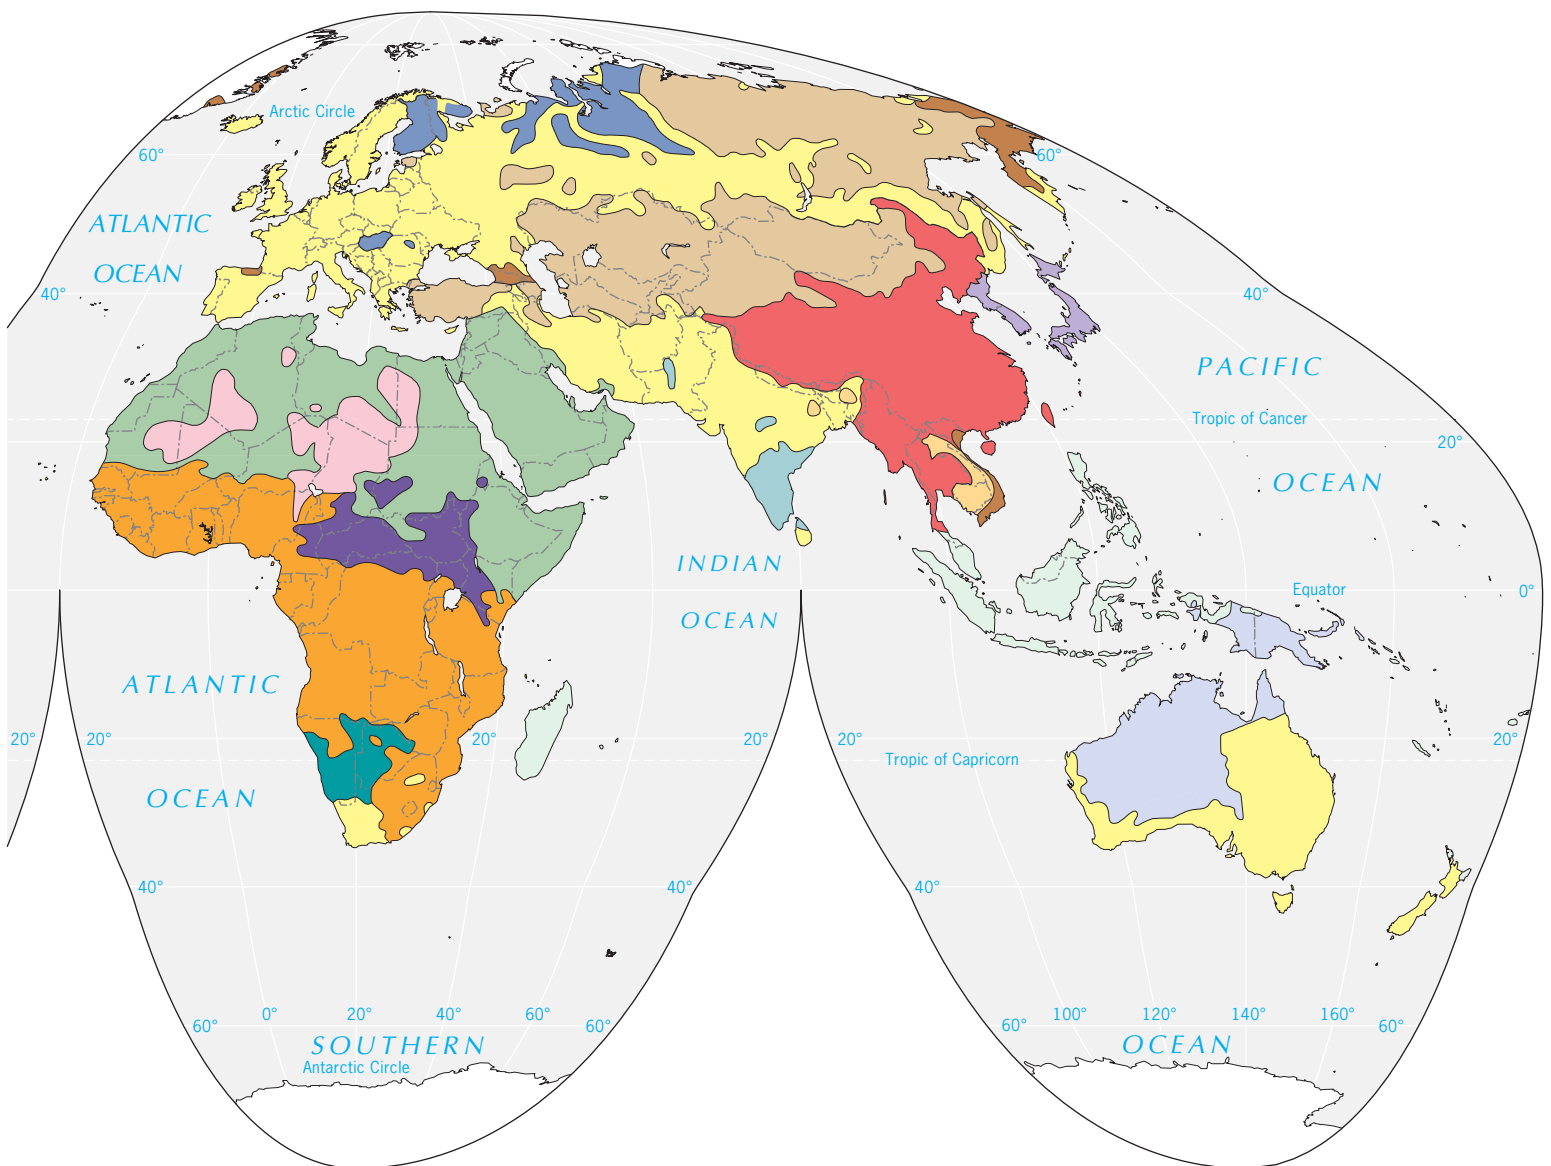 Arctic Circle
60°
60°
ATLANTIC
OCEAN
40°
40°
PACIFIC
Tropic of Cancer
20°
OCEAN
INDIAN
Equator
0°
OCEAN
ATLANTIC
20°
20°
20°
20°
20°
20°
Tropic of Capricorn
OCEAN
40°
40°
40°
60°
0°
20°
40°
60°
60°
60°
100°
120°
140°
160°
60°
SOUTHERN
OCEAN
Antarctic Circle